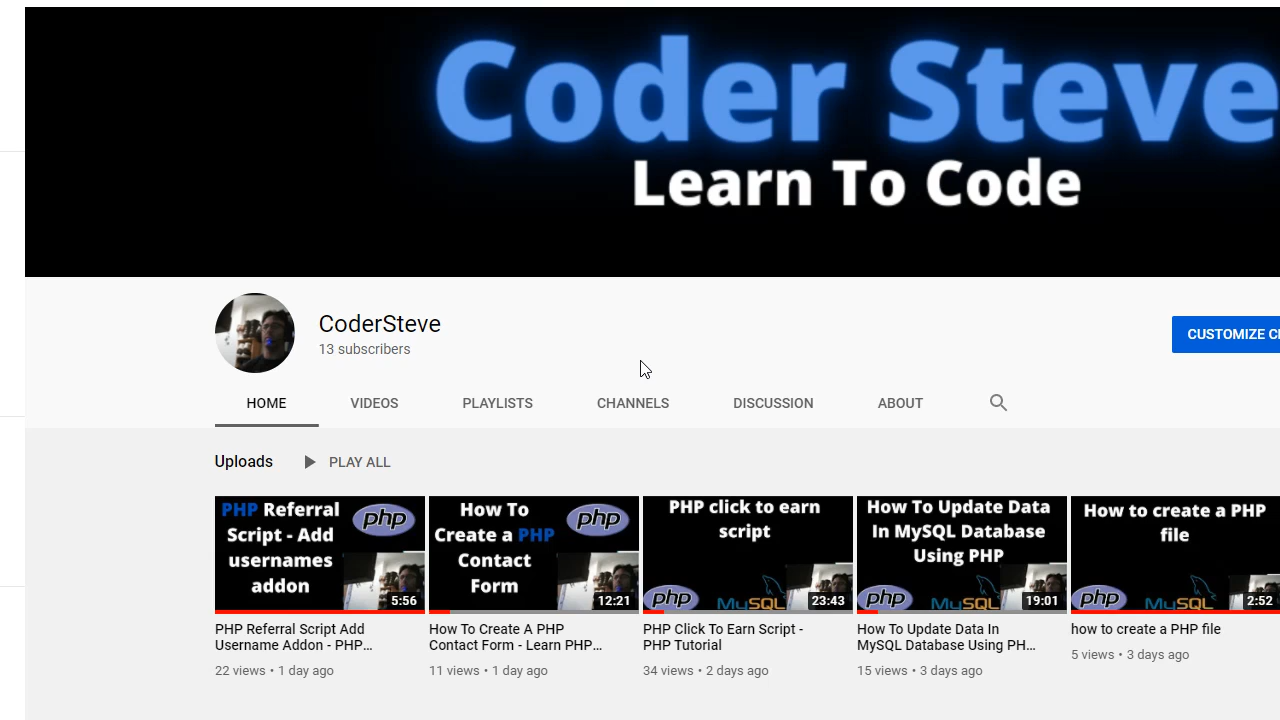 Coder Steve
Learn To Code
CoderSteve
13 subscribers
CUSTOMIZE
HOME VIDEOS PLAYLISTS CHANNELS DISCUSSION ABOUT
Uploads PLAY ALL
PHP Referral
Script - Add
usernames
addon
php
5:56
How To
Create a PHP
Contact
Form
php
12:21
PHP click to earn
script
php
MySQL
23:43
How To Update Data
In MySQL Database
Using PHP
php
MySQL
19:01
How to create a PHP
file
php
MySQL
2:52
PHP Referral Script Add
Username Addon - PHP…
22 views • 1 day ago
How To Create A PHP
Contact Form - Learn PHP…
11 views • 1 day ago
PHP Click To Earn Script -
PHP Tutorial
34 views • 2 days ago
How To Update Data In
MySQL Database Using PH…
15 views • 3 days ago
how to create a PHP file
5 views • 3 days ago